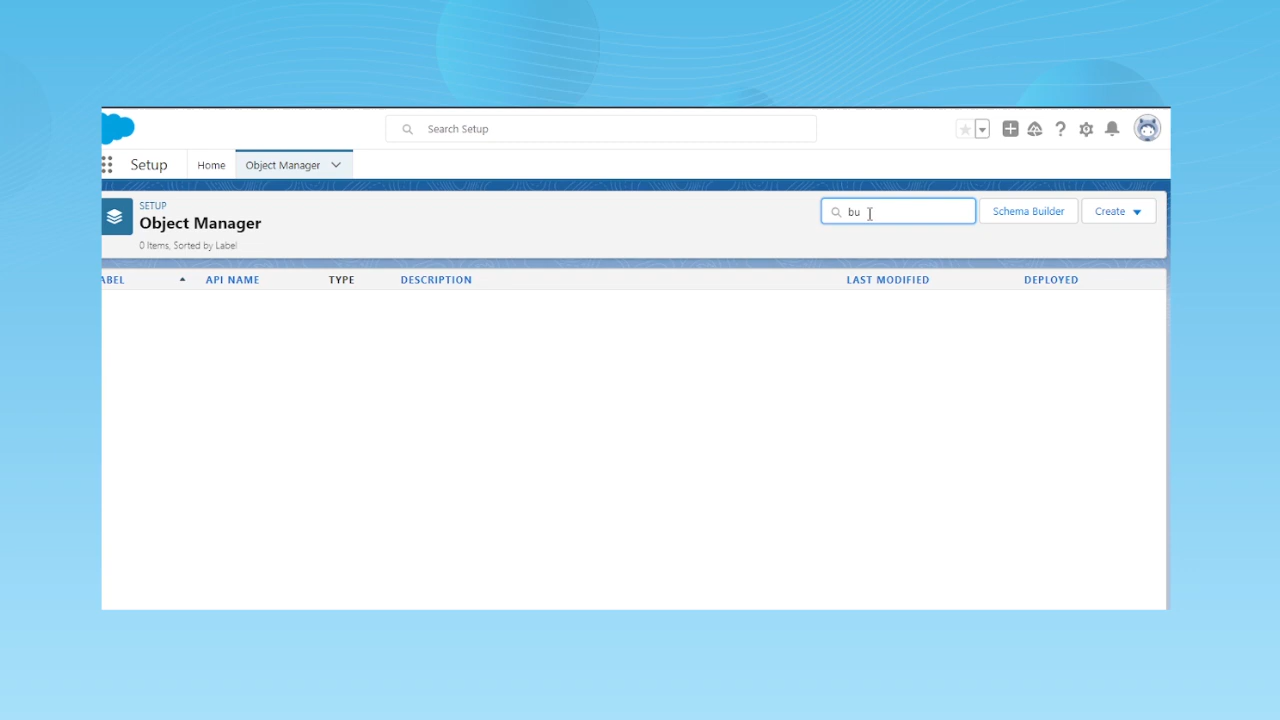 Search Setup
Setup
Home
Object Manager
SETUP
Object Manager
0 Items, Sorted by Label
bu
Schema Builder
Create
ABEL
API NAME
TYPE
DESCRIPTION
LAST MODIFIED
DEPLOYED